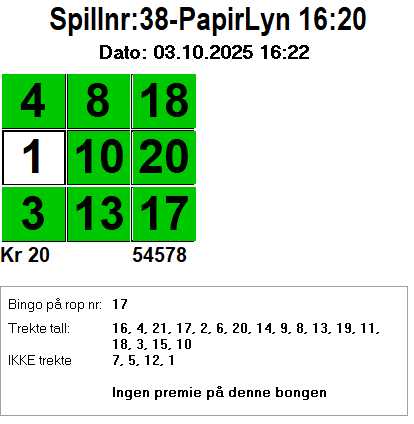 Spillnr:38-PapirLyn 16:20
Dato: 03.10.2025 16:22
4 8 18
1 10 20
3 13 17
Kr 20 54578
Bingo på rop nr: 17
Trekte tall: 16, 4, 21, 17, 2, 6, 20, 14, 9, 8, 13, 19, 11,
18, 3, 15, 10
IKKE trekte 7, 5, 12, 1
Ingen premie på denne bongen